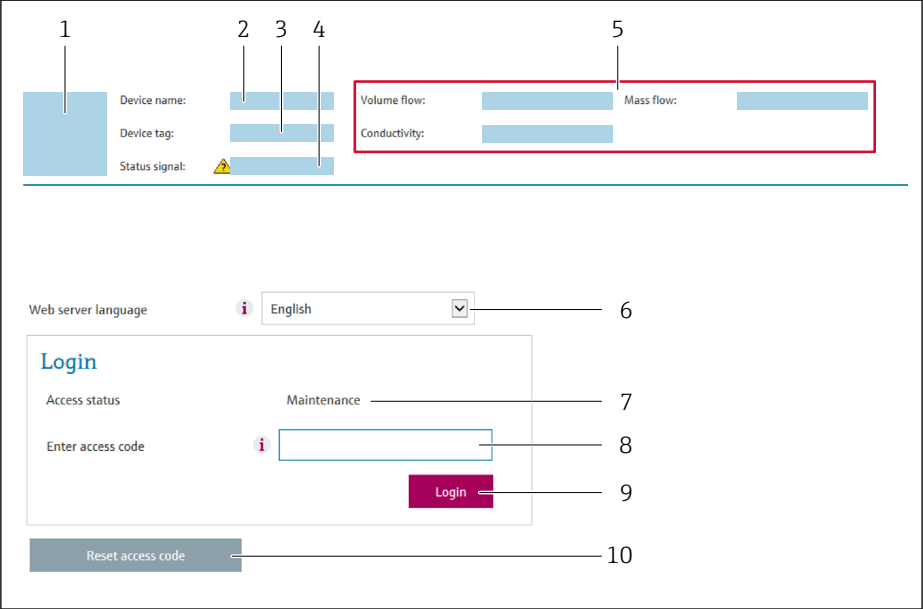 1 2 3 4 5
Device name: Volume flow: Mass flow:
Device tag: Conductivity:
Status signal: ?
Web server language i English 6
Login
Access status Maintenance 7
Enter access code i 8
Login 9
Reset access code 10